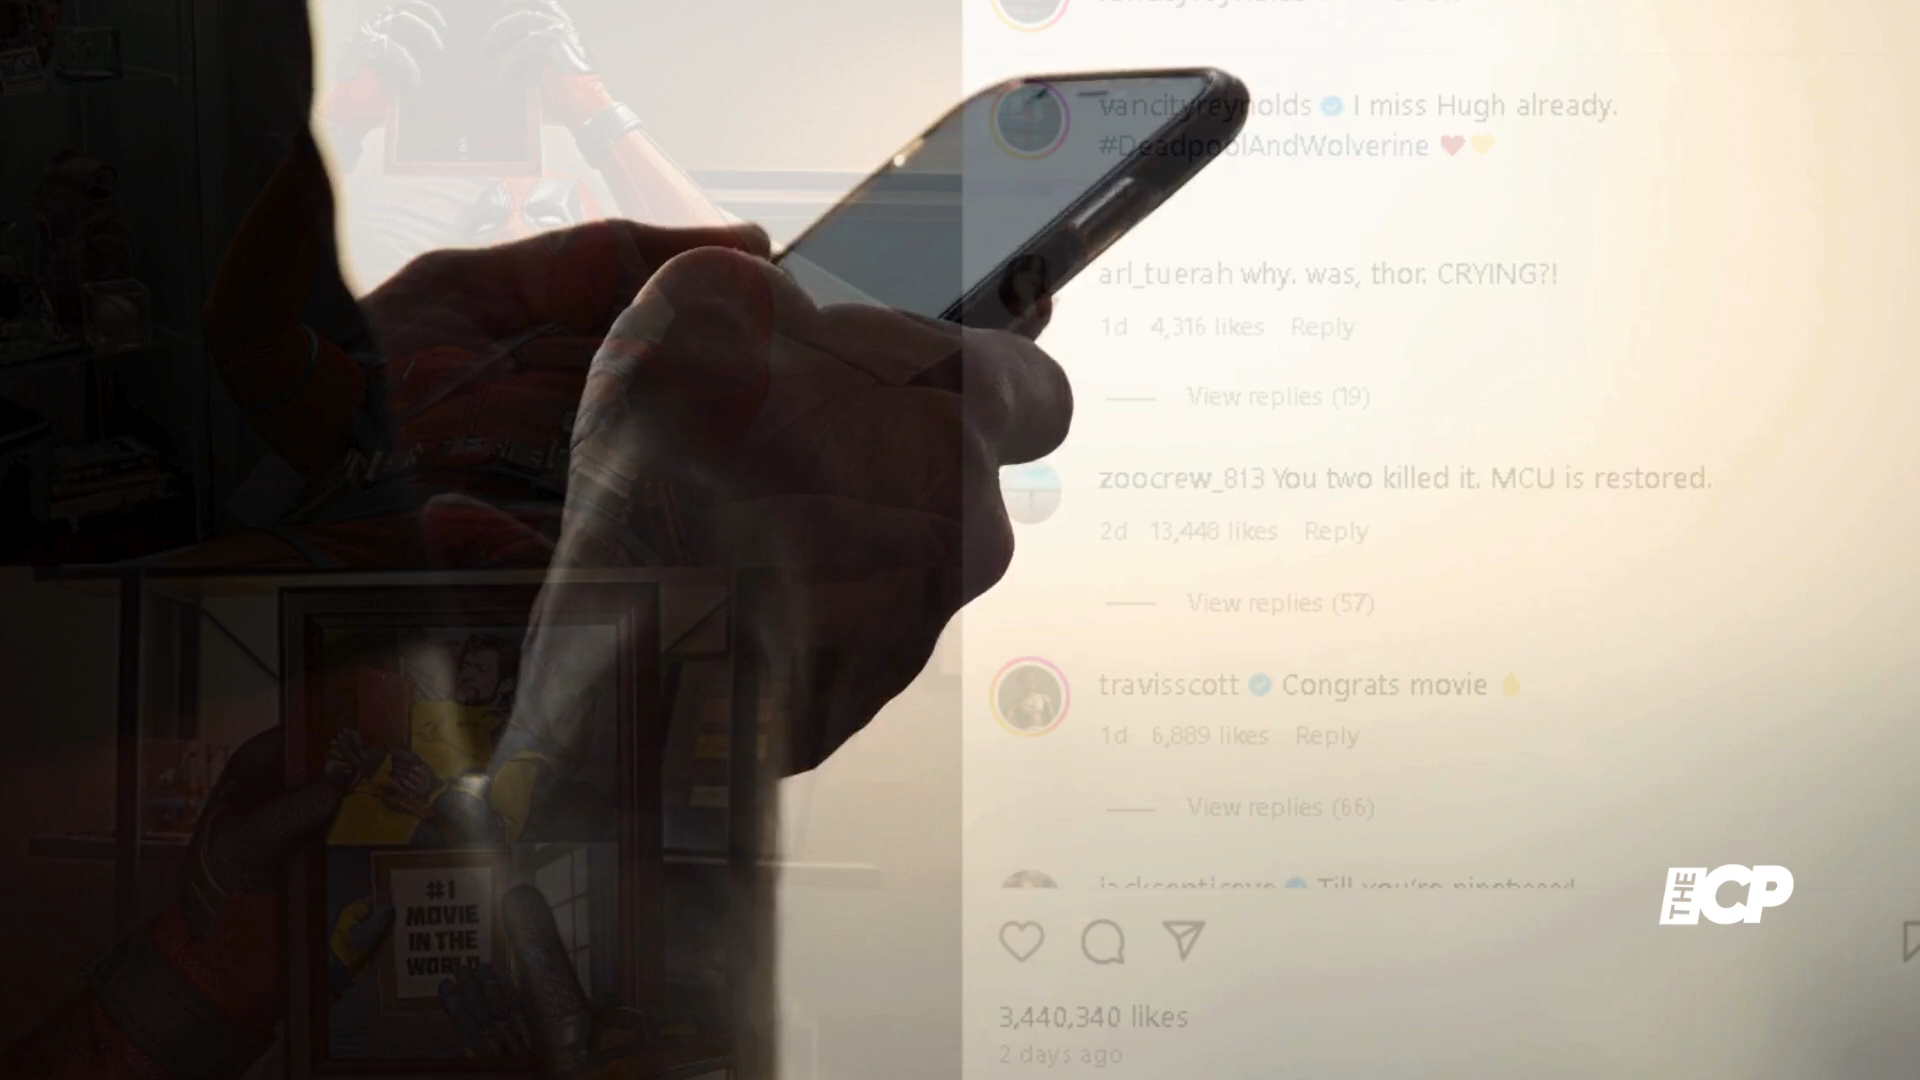 vancityreynolds I miss Hugh already.
#DeadpoolAndWolverine ❤️💛
arl_tuerah why. was, thor. CRYING?!
1d 4,316 likes Reply
View replies (19)
zoocrew_813 You two killed it. MCU is restored.
2d 13,448 likes Reply
View replies (57)
travisscott Congrats movie
1d 6,889 likes Reply
View replies (66)
3,440,340 likes
2 days ago
#1
MOVIE
IN THE
WORLD
THE ICP